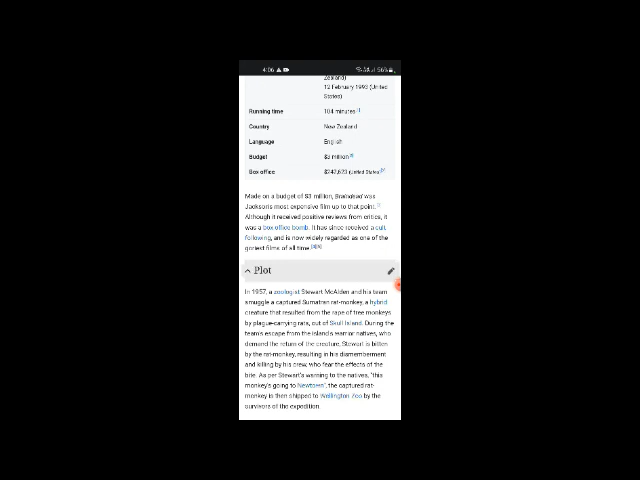 4:06 56%
Zealand)
12 February 1993 (United
States)
Running time 104 minutes
Country New Zealand
Language English
Budget $3 million
Box office $242,623 (United States)
Made on a budget of $3 million, Braindead was
Jackson's most expensive film up to that point.
Although it received positive reviews from critics, it
was a box office bomb. It has since received a cult
following, and is now widely regarded as one of the
goriest films of all time.
Plot
In 1957, a zoologist Stewart McAlden and his team
smuggle a captured Sumatran rat-monkey, a hybrid
creature that resulted from the rape of tree monkeys
by plague-carrying rats, out of Skull Island. During the
team's escape from the island's warrior natives, who
demand the return of the creature, Stewart is bitten
by the rat-monkey, resulting in his dismemberment
and killing by his crew, who fear the effects of the
bite. As per Stewart's warning to the natives, "this
monkey's going to Newtown", the captured rat-
monkey is then shipped to Wellington Zoo by the
survivors of the expedition.